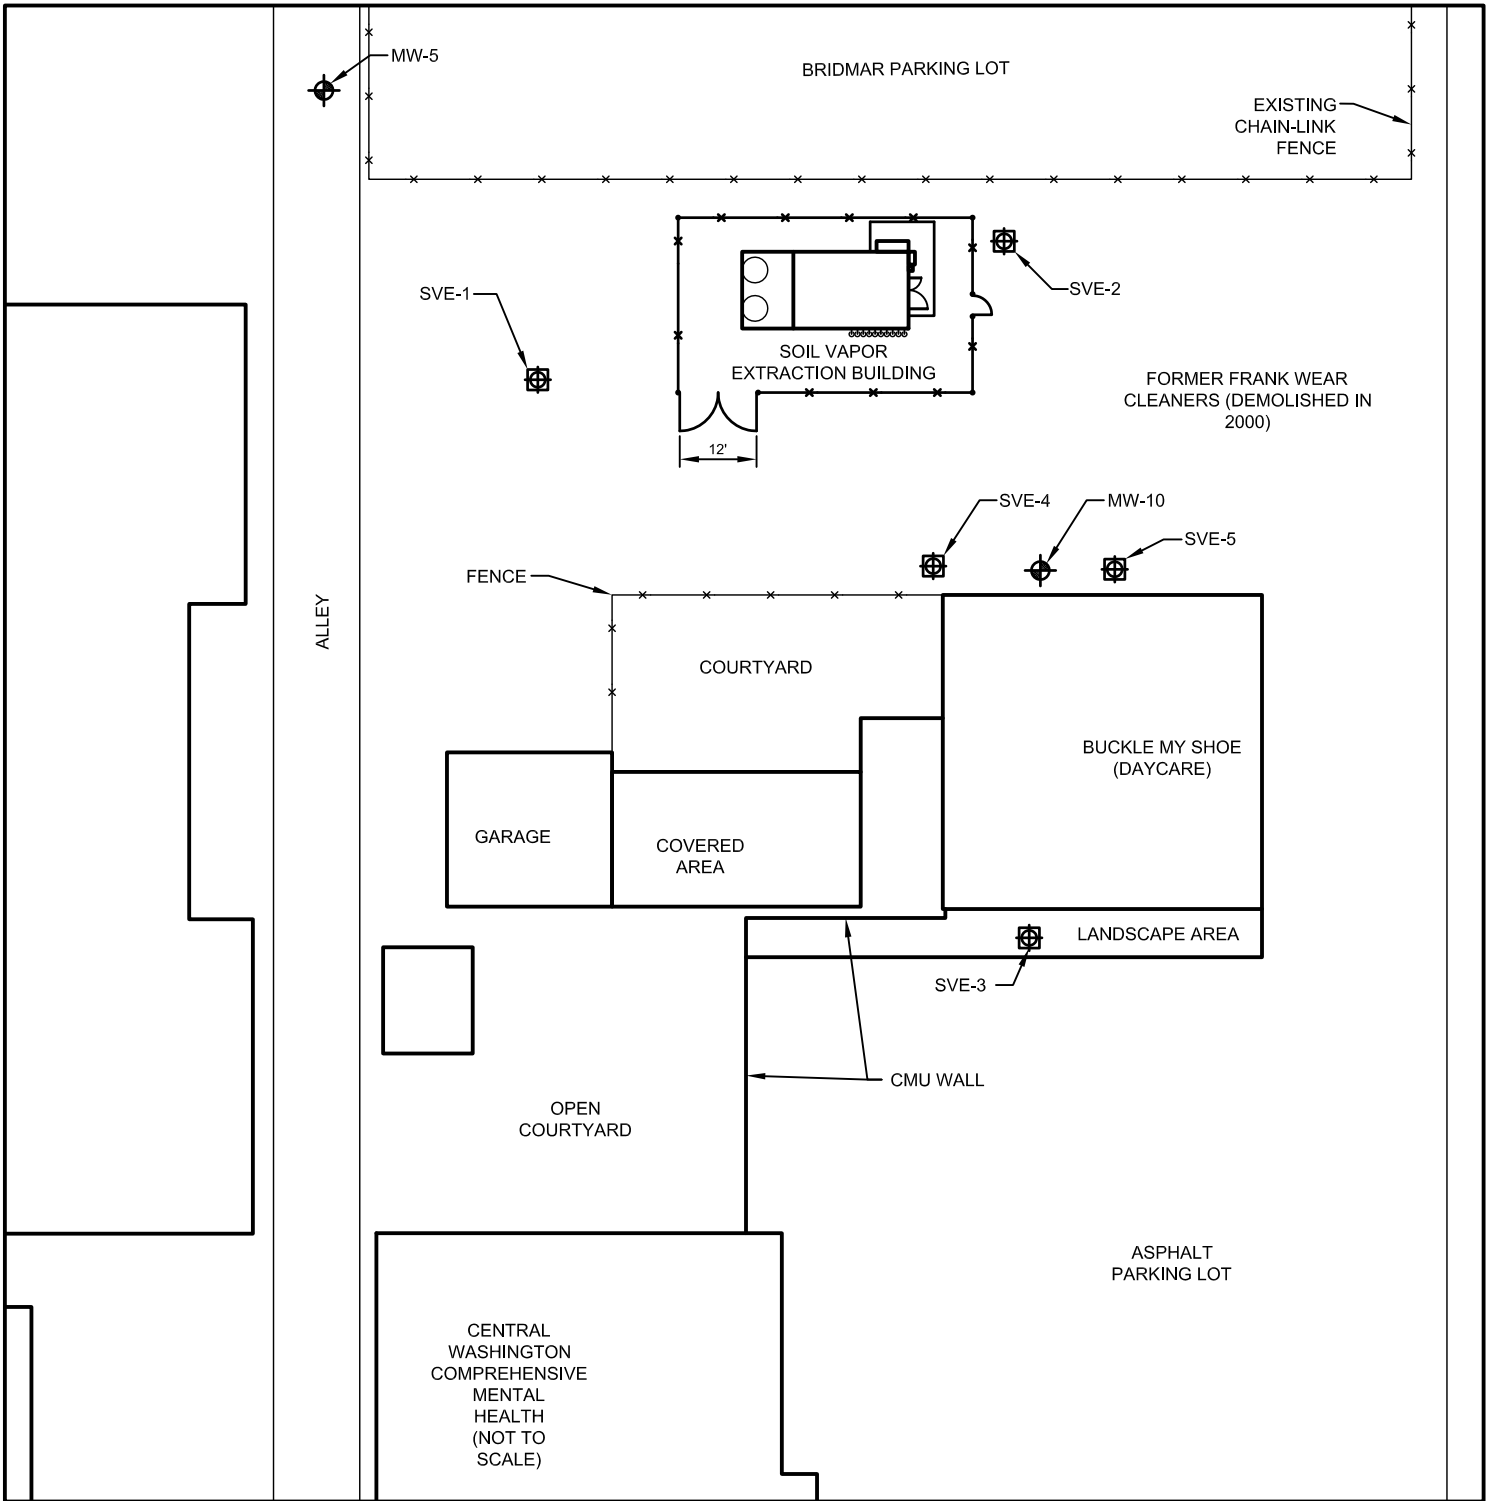 MW-5
BRIDMAR PARKING LOT
EXISTING
CHAIN-LINK
FENCE
SVE-1
SVE-2
SOIL VAPOR
EXTRACTION BUILDING
FORMER FRANK WEAR
CLEANERS (DEMOLISHED IN
2000)
12'
SVE-4
MW-10
SVE-5
FENCE
ALLEY
COURTYARD
BUCKLE MY SHOE
(DAYCARE)
GARAGE
COVERED
AREA
LANDSCAPE AREA
SVE-3
CMU WALL
OPEN
COURTYARD
ASPHALT
PARKING LOT
CENTRAL
WASHINGTON
COMPREHENSIVE
MENTAL
HEALTH
(NOT TO
SCALE)